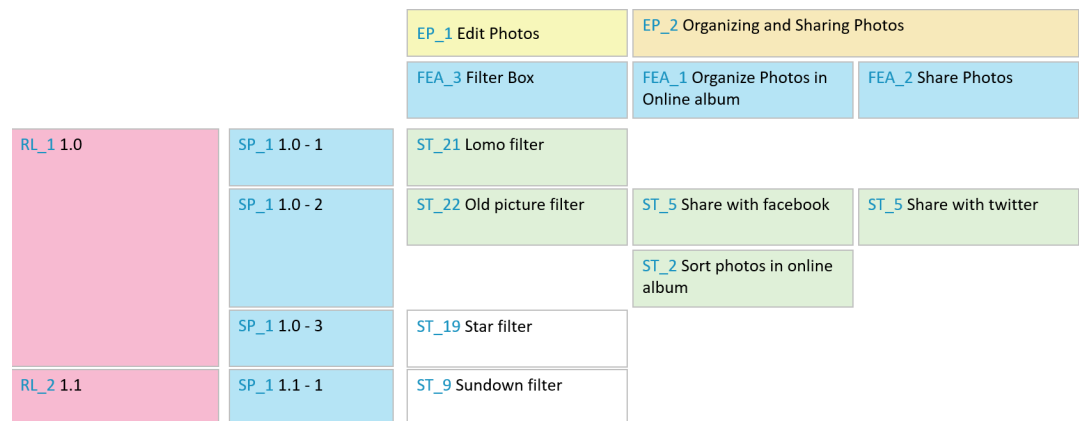 EP_1 Edit Photos
EP_2 Organizing and Sharing Photos
FEA_3 Filter Box
FEA_1 Organize Photos in
Online album
FEA_2 Share Photos
RL_1 1.0
SP_1 1.0 - 1
ST_21 Lomo filter
SP_1 1.0 - 2
ST_22 Old picture filter
ST_5 Share with facebook
ST_5 Share with twitter
ST_2 Sort photos in online
album
SP_1 1.0 - 3
ST_19 Star filter
RL_2 1.1
SP_1 1.1 - 1
ST_9 Sundown filter